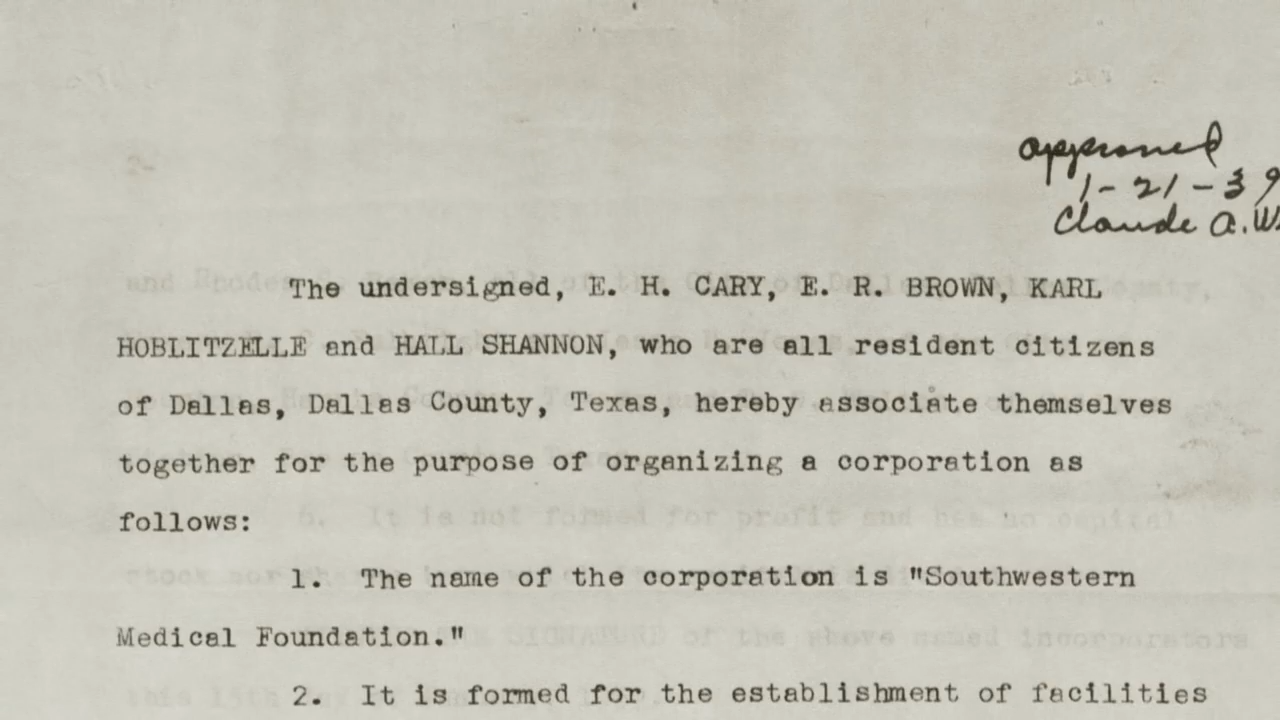 approved
1-21-39
Claude A.
The undersigned, E. H. CARY, E. R. BROWN, KARL
HOBLITZELLE and HALL SHANNON, who are all resident citizens
of Dallas, Dallas County, Texas, hereby associate themselves
together for the purpose of organizing a corporation as
follows:
1. The name of the corporation is "Southwestern
Medical Foundation."
2. It is formed for the establishment of facilities